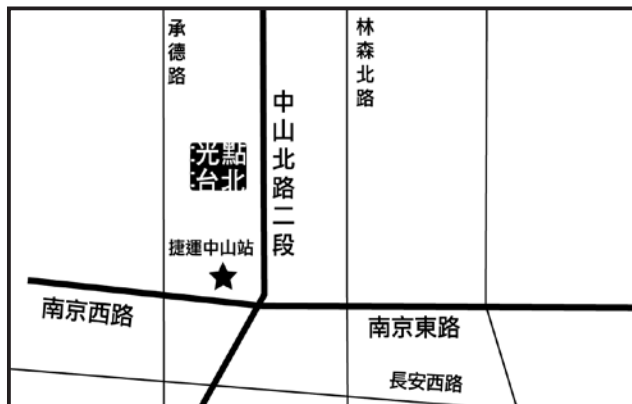 承德路
林森北路
中山北路二段
光點
台北
捷運中山站
南京西路
南京東路
長安西路